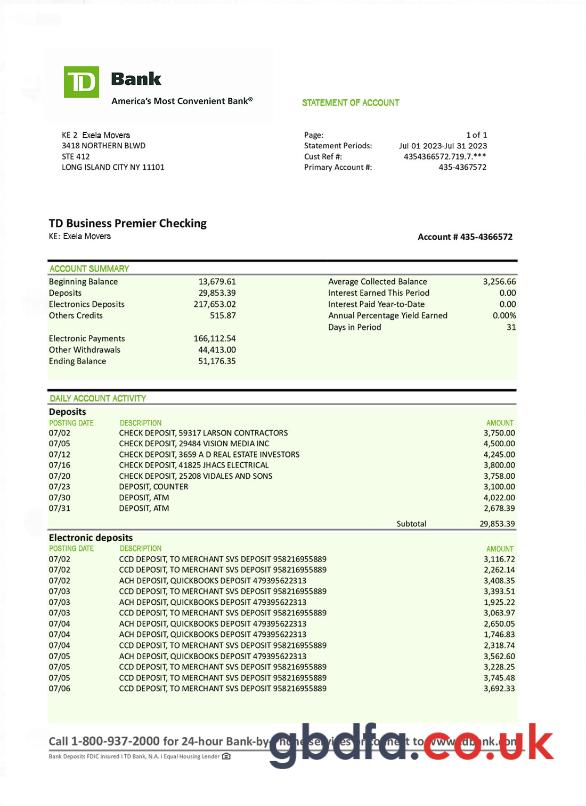 TD Bank
America's Most Convenient Bank®
STATEMENT OF ACCOUNT
KE 2 Exela Movera
3418 NORTHERN BLWD
STE 412
LONG ISLAND CITY NY 11101
Page: 1 of 1
Statement Periods: Jul 01 2023-Jul 31 2023
Cust Ref #: 4354366572.719.7.***
Primary Account #: 435-4367572
TD Business Premier Checking
KE: Exela Movera
Account # 435-4366572
ACCOUNT SUMMARY
Beginning Balance 13,679.61 Average Collected Balance 3,256.66
Deposits 29,853.39 Interest Earned This Period 0.00
Electronics Deposits 217,653.02 Interest Paid Year-to-Date 0.00
Others Credits 515.87 Annual Percentage Yield Earned 0.00%
Days in Period 31
Electronic Payments 166,112.54
Other Withdrawals 44,413.00
Ending Balance 51,176.35
DAILY ACCOUNT ACTIVITY
Deposits
POSTING DATE DESCRIPTION AMOUNT
07/02 CHECK DEPOSIT, 59317 LARSON CONTRACTORS 3,750.00
07/05 CHECK DEPOSIT, 29484 VISION MEDIA INC 4,500.00
07/12 CHECK DEPOSIT, 3659 A D REAL ESTATE INVESTORS 4,245.00
07/16 CHECK DEPOSIT, 41825 JHACS ELECTRICAL 3,800.00
07/20 CHECK DEPOSIT, 25208 VIDALES AND SONS 3,758.00
07/23 DEPOSIT, COUNTER 3,100.00
07/30 DEPOSIT, ATM 4,022.00
07/31 DEPOSIT, ATM 2,678.39
Subtotal 29,853.39
Electronic deposits
POSTING DATE DESCRIPTION AMOUNT
07/02 CCD DEPOSIT, TO MERCHANT SVS DEPOSIT 958216955889 3,116.72
07/02 CCD DEPOSIT, TO MERCHANT SVS DEPOSIT 958216955889 2,262.14
07/02 ACH DEPOSIT, QUICKBOOKS DEPOSIT 479395622313 3,408.35
07/03 CCD DEPOSIT, TO MERCHANT SVS DEPOSIT 958216955889 3,393.51
07/03 ACH DEPOSIT, QUICKBOOKS DEPOSIT 479395622313 1,925.22
07/03 CCD DEPOSIT, TO MERCHANT SVS DEPOSIT 958216955889 3,063.97
07/04 ACH DEPOSIT, QUICKBOOKS DEPOSIT 479395622313 2,650.05
07/04 ACH DEPOSIT, QUICKBOOKS DEPOSIT 479395622313 1,746.83
07/04 CCD DEPOSIT, TO MERCHANT SVS DEPOSIT 958216955889 2,318.74
07/05 ACH DEPOSIT, QUICKBOOKS DEPOSIT 479395622313 3,562.60
07/05 CCD DEPOSIT, TO MERCHANT SVS DEPOSIT 958216955889 3,228.25
07/05 CCD DEPOSIT, TO MERCHANT SVS DEPOSIT 958216955889 3,745.48
07/06 CCD DEPOSIT, TO MERCHANT SVS DEPOSIT 958216955889 3,692.33
Call 1-800-937-2000 for 24-hour Bank-by-Phone services or connect to www.tdbank.com
Bank Deposits FDIC Insured I TD Bank, N.A. I Equal Housing Lender
gbdfa.co.uk